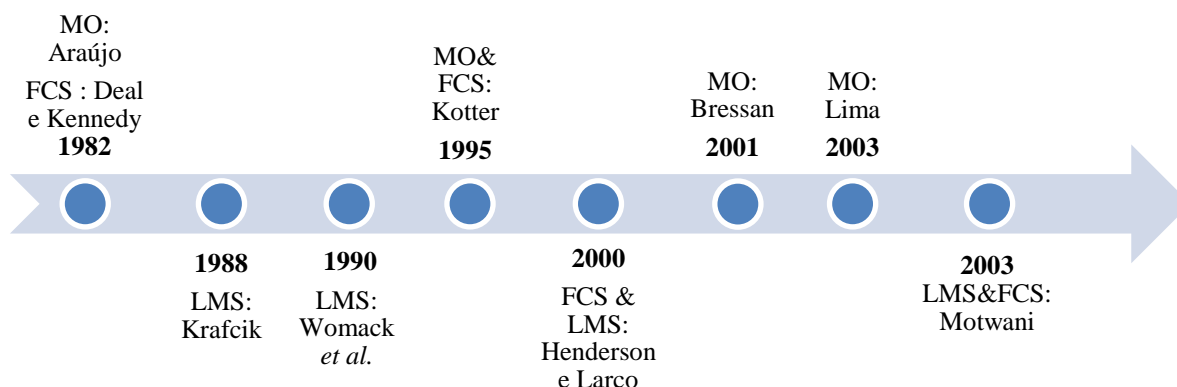 MO:
Araújo
FCS : Deal
e Kennedy
1982
1988
LMS:
Krafcik
1990
LMS:
Womack
et al.
MO&
FCS:
Kotter
1995
2000
FCS &
LMS:
Henderson
e Larco
MO:
Bressan
2001
MO:
Lima
2003
2003
LMS&FCS:
Motwani